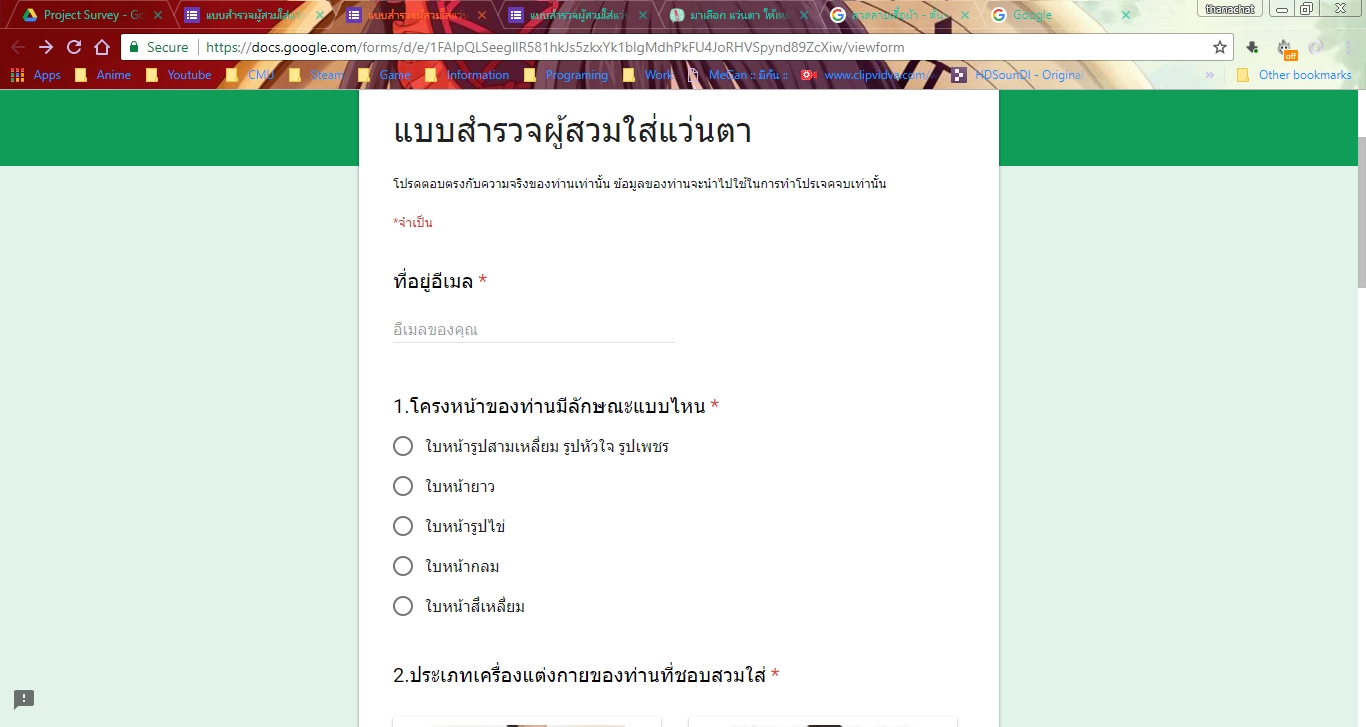 Project Survey - Go
แบบสำรวจผู้สวมใส่
แบบสำรวจผู้สวมใส่แว่น
แบบสำรวจผู้สวมใส่แว่
มาเลือก แว่นตา ให้เหม
ลวดลายเสื้อผ้า - ค้น
Google
thanachat
Secure
https://docs.google.com/forms/d/e/1FAIpQLSeegIIR581hkJs5zkxYk1blgMdhPkFU4JoRHVSpynd89ZcXiw/viewform
off
Apps
Anime
Youtube
CMU
Steam
Game
Information
Programing
Work
MeGan :: มีกัน ::
www.clipvidva.com/
HDSounDI - Original
»
Other bookmarks
แบบสำรวจผู้สวมใส่แว่นตา
โปรดตอบตรงกับความจริงของท่านเท่านั้น ข้อมูลของท่านจะนำไปใช้ในการทำโปรเจคจบเท่านั้น
*จำเป็น
ที่อยู่อีเมล *
อีเมลของคุณ
1.โครงหน้าของท่านมีลักษณะแบบไหน *
ใบหน้ารูปสามเหลี่ยม รูปหัวใจ รูปเพชร
ใบหน้ายาว
ใบหน้ารูปไข่
ใบหน้ากลม
ใบหน้าสี่เหลี่ยม
2.ประเภทเครื่องแต่งกายของท่านที่ชอบสวมใส่ *